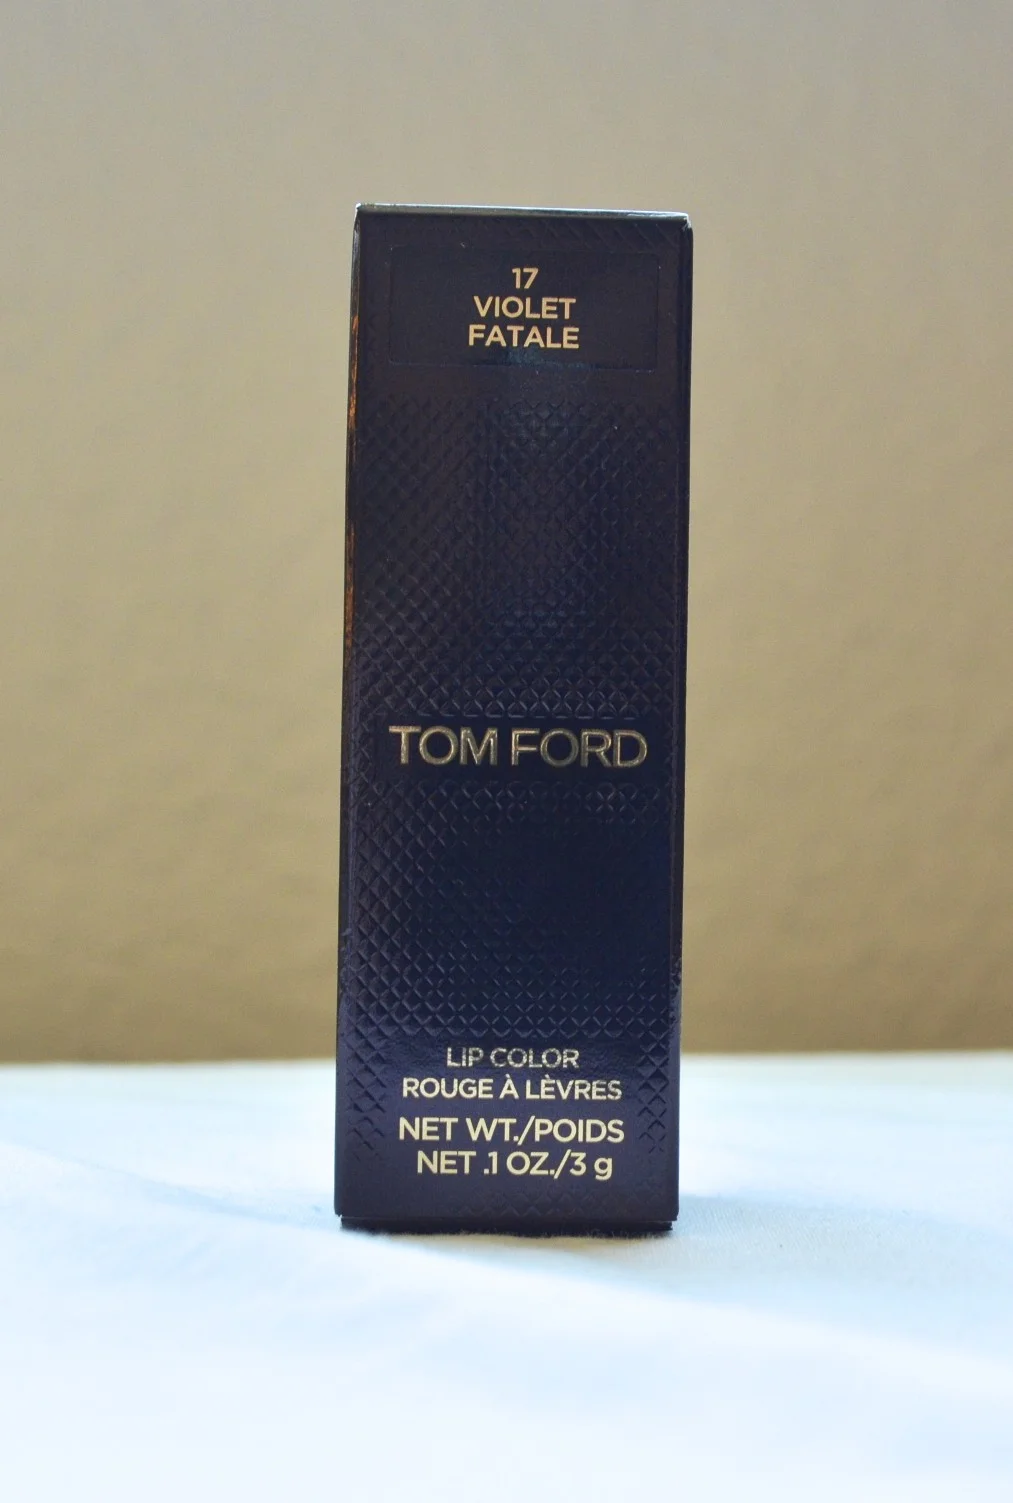 17
VIOLET
FATALE
TOM FORD
LIP COLOR
ROUGE À LÈVRES
NET WT./POIDS
NET .1 OZ./3 g